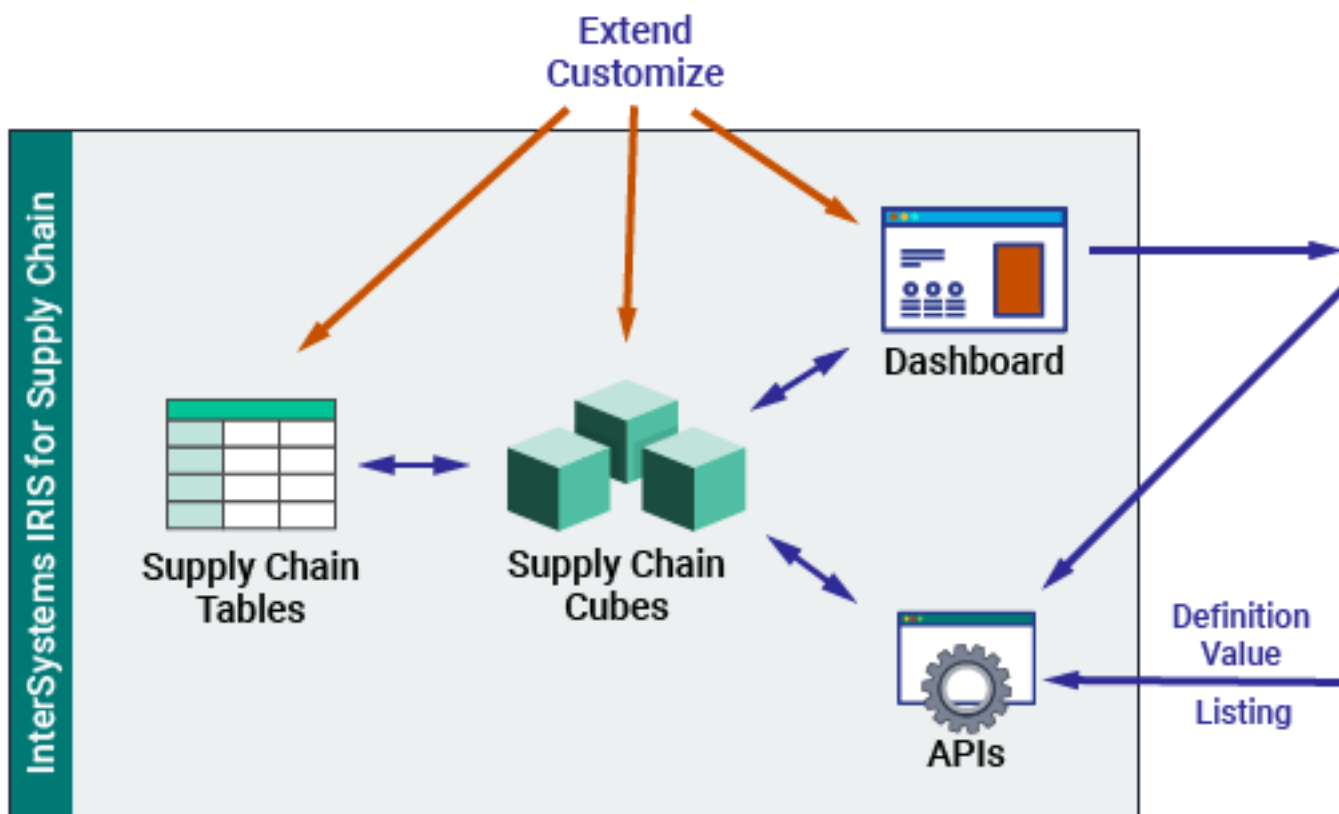 Extend
Customize
InterSystems IRIS for Supply Chain
Dashboard
Supply Chain
Tables
Supply Chain
Cubes
Definition
Value
Listing
APIs